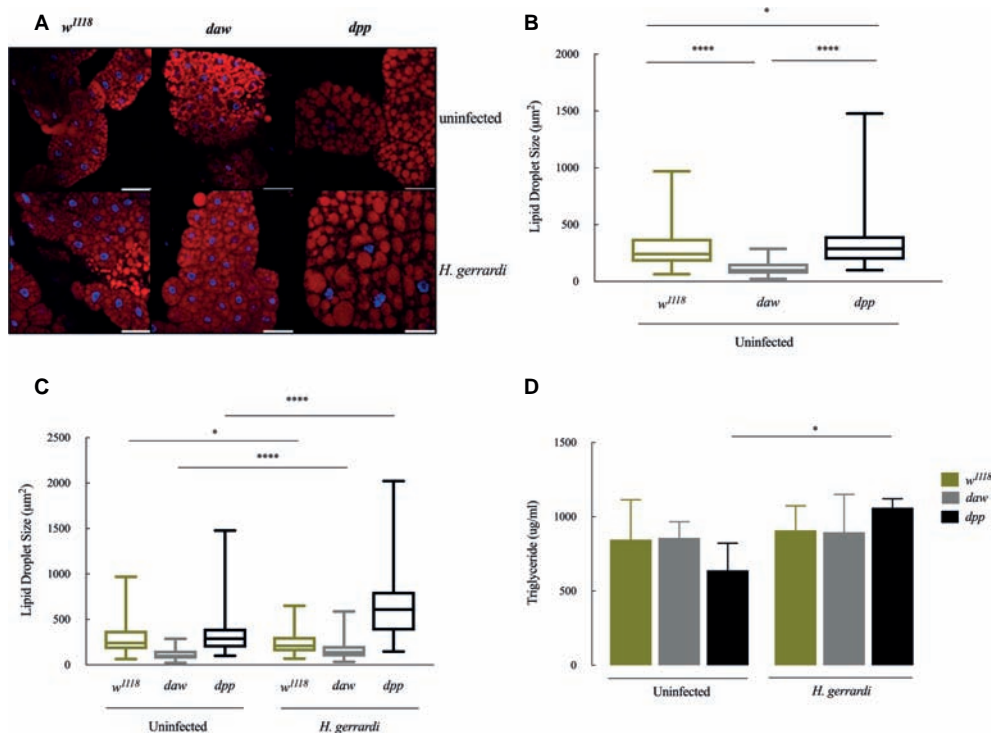 A
w1118 daw dpp
uninfected
H. gerrardi
B
*
**** ****
2000
1500
1000
500
0
Lipid Droplet Size (µm²)
w1118 daw dpp
Uninfected
C
****
*
****
2500
2000
1500
1000
500
0
Lipid Droplet Size (µm²)
w1118 daw dpp w1118 daw dpp
Uninfected H. gerrardi
D
*
1500
1000
500
0
Triglyceride (ug/ml)
w1118
daw
dpp
Uninfected H. gerrardi